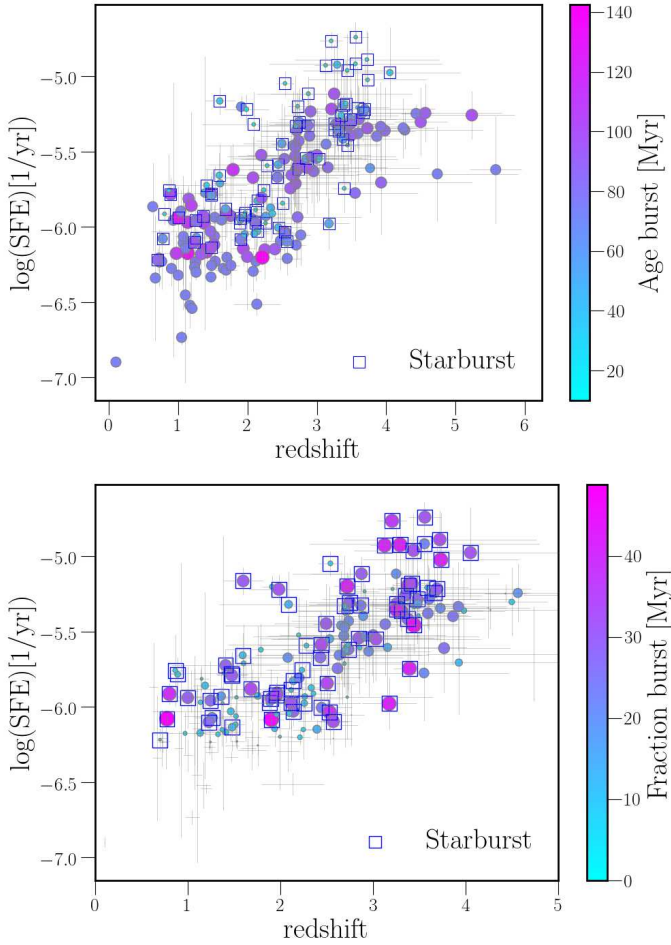 −5.0
−5.5
−6.0
−6.5
−7.0
log(SFE)[1/yr])
0 1 2 3 4 5 6
redshift
Starburst
140
120
100
80
60
40
20
Age burst [Myr]
−5.0
−5.5
−6.0
−6.5
−7.0
log(SFE)[1/yr])
0 1 2 3 4 5
redshift
Starburst
40
30
20
10
0
Fraction burst [Myr]